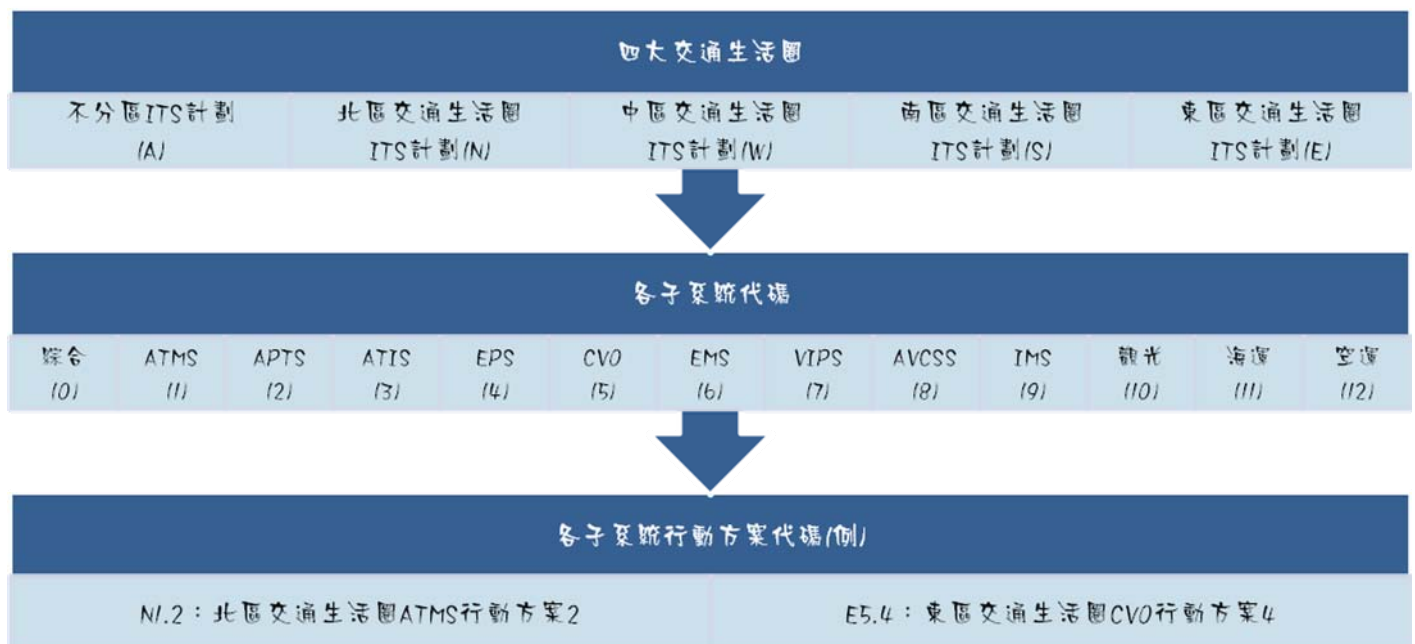 四大交通生活圈
不分區ITS計劃
(A)
北區交通生活圈
ITS計劃(N)
中區交通生活圈
ITS計劃(W)
南區交通生活圈
ITS計劃(S)
東區交通生活圈
ITS計劃(E)
各子系統代碼
綜合
(0)
ATMS
(1)
APTS
(2)
ATIS
(3)
EPS
(4)
CVO
(5)
EMS
(6)
VIPS
(7)
AVCSS
(8)
IMS
(9)
觀光
(10)
海運
(11)
空運
(12)
各子系統行動方案代碼(例)
N1.2：北區交通生活圈ATMS行動方案2
E5.4：東區交通生活圈CVO行動方案4